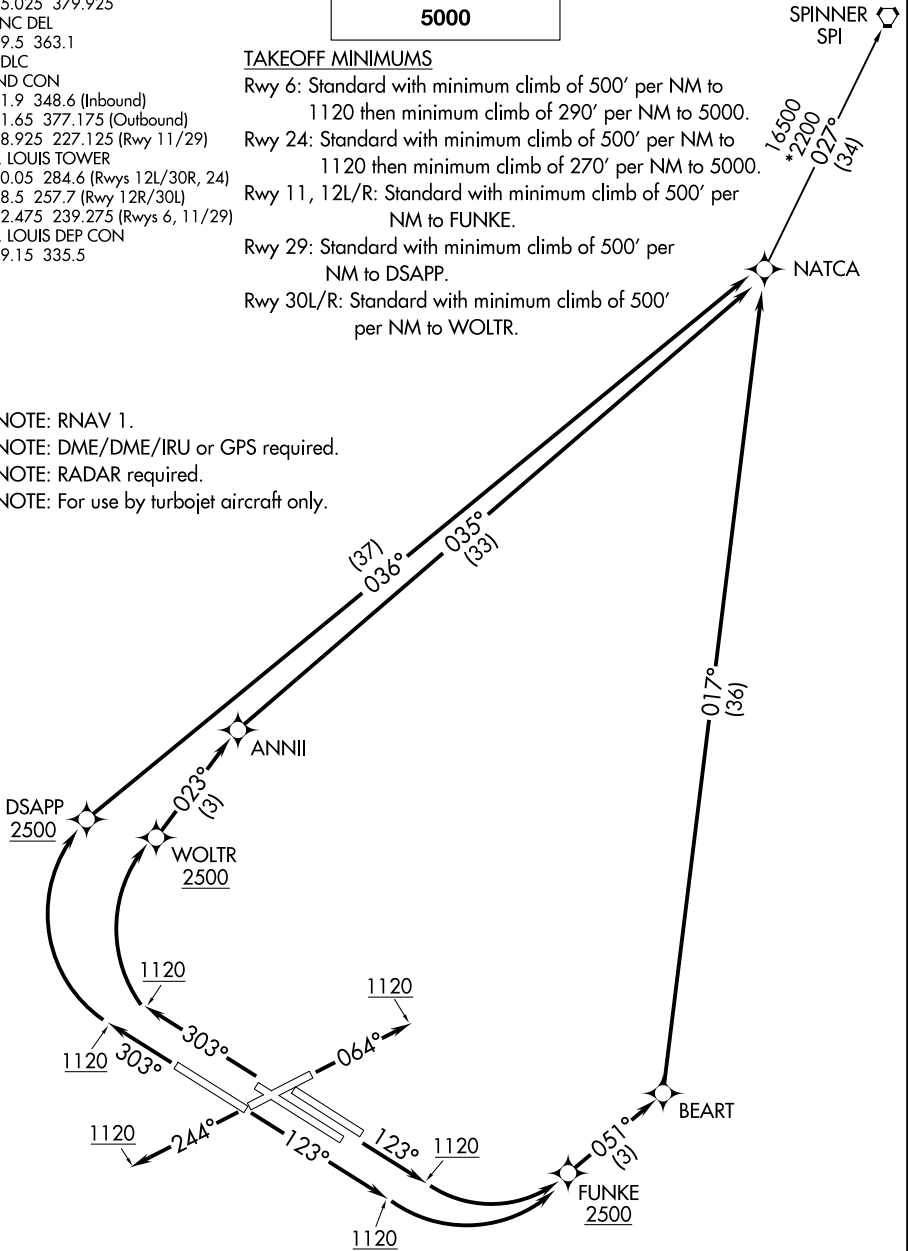 5.025 379.925
NC DEL
9.5 363.1
DLC
ND CON
1.9 348.6 (Inbound)
1.65 377.175 (Outbound)
8.925 227.125 (Rwy 11/29)
LOUIS TOWER
0.05 284.6 (Rwys 12L/30R, 24)
8.5 257.7 (Rwy 12R/30L)
2.475 239.275 (Rwys 6, 11/29)
LOUIS DEP CON
9.15 335.5
5000
TAKEOFF MINIMUMS
Rwy 6: Standard with minimum climb of 500' per NM to
1120 then minimum climb of 290' per NM to 5000.
Rwy 24: Standard with minimum climb of 500' per NM to
1120 then minimum climb of 270' per NM to 5000.
Rwy 11, 12L/R: Standard with minimum climb of 500' per
NM to FUNKE.
Rwy 29: Standard with minimum climb of 500' per
NM to DSAPP.
Rwy 30L/R: Standard with minimum climb of 500'
per NM to WOLTR.
SPINNER
SPI
16500
*2200
027°
(34)
NATCA
NOTE: RNAV 1.
NOTE: DME/DME/IRU or GPS required.
NOTE: RADAR required.
NOTE: For use by turbojet aircraft only.
(37)
036°
035°
(33)
017°
(36)
ANNII
023°
(3)
DSAPP
2500
WOLTR
2500
1120
1120
303°
064°
1120
303°
BEART
1120
244°
123°
123°
1120
051°
(3)
FUNKE
2500
1120